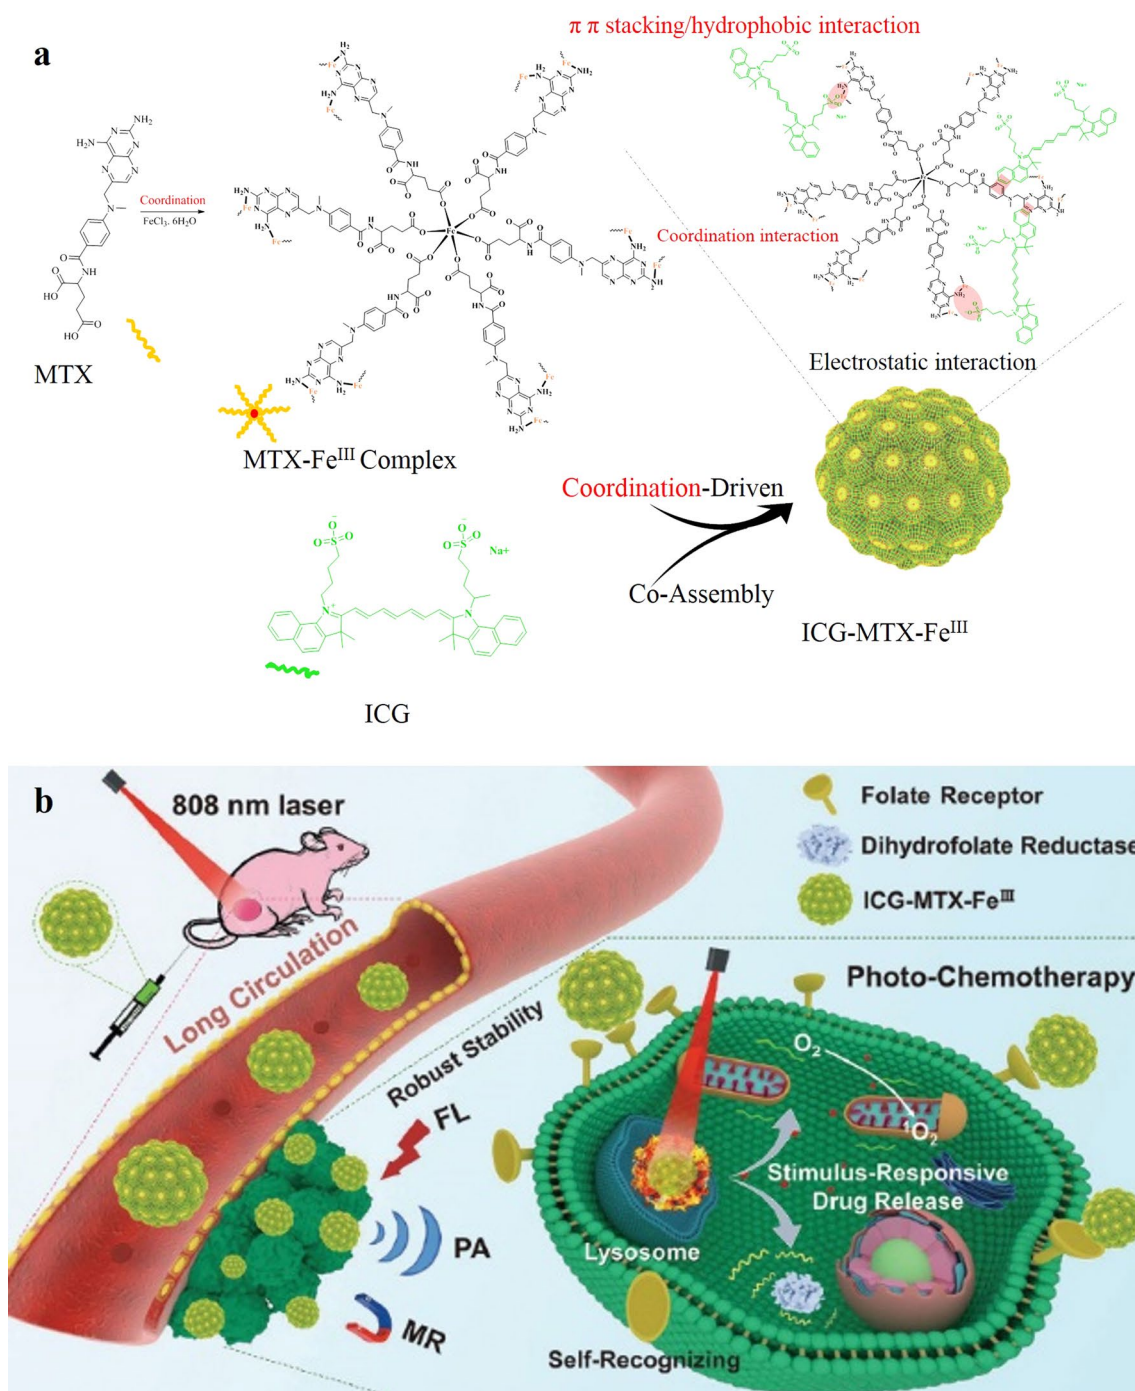 a
π π stacking/hydrophobic interaction
Coordination
FeCl₃. 6H₂O
Coordination interaction
Electrostatic interaction
MTX
MTX-Feᴵᴵᴵ Complex
Coordination-Driven
Co-Assembly
ICG-MTX-Feᴵᴵᴵ
Na+
ICG
b
808 nm laser
Folate Receptor
Dihydrofolate Reductase
ICG-MTX-Feᴵᴵᴵ
Long Circulation
Robust Stability
Photo-Chemotherapy
FL
PA
MR
O₂
¹O₂
Stimulus-Responsive
Drug Release
Lysosome
Self-Recognizing